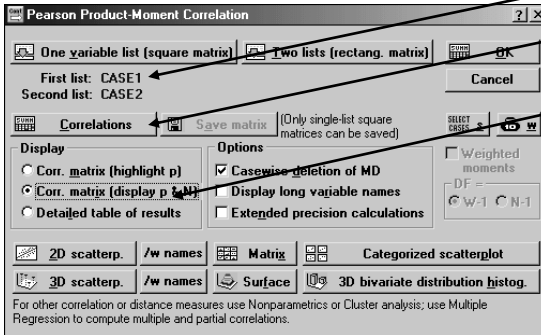 Pearson Product-Moment Correlation ? x
One variable list (square matrix) Two lists (rectang. matrix) SUMM OK
First list: CASE1
Second list: CASE2
Cancel
SUMM Correlations Save matrix (Only single-list square matrices can be saved) SELECT CASES S W
Display
Corr. matrix (highlight p)
Corr. matrix (display p & N)
Detailed table of results
Options
Casewise deletion of MD
Display long variable names
Extended precision calculations
Weighted
moments
DF =
W-1 N-1
2D scatterp. /w names Matrix Categorized scatterplot
3D scatterp. /w names Surface 3D bivariate distribution histog.
For other correlation or distance measures use Nonparametrics or Cluster analysis; use Multiple
Regression to compute multiple and partial correlations.